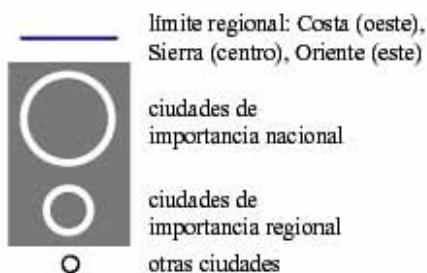 límite regional: Costa (oeste),
Sierra (centro), Oriente (este)
ciudades de
importancia nacional
ciudades de
importancia regional
otras ciudades